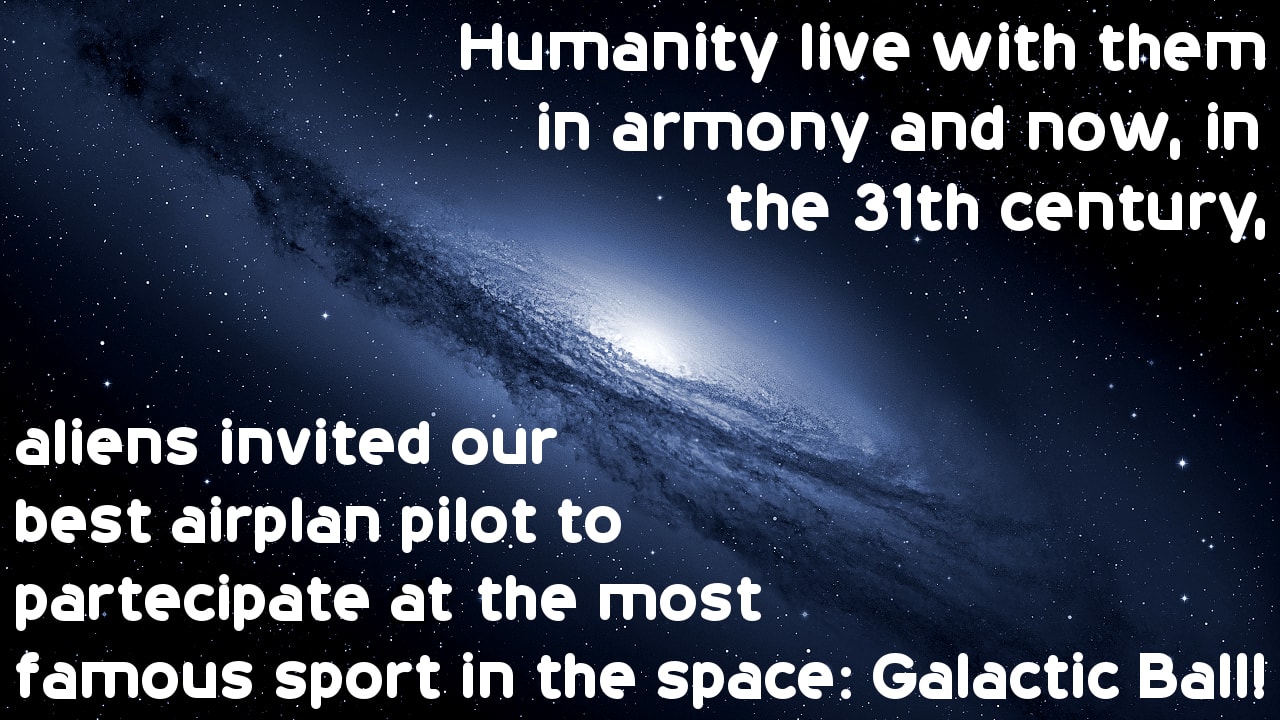 Humanity live with them
in armony and now, in
the 31th century,
aliens invited our
best airplan pilot to
partecipate at the most
famous sport in the space: Galactic Ball!